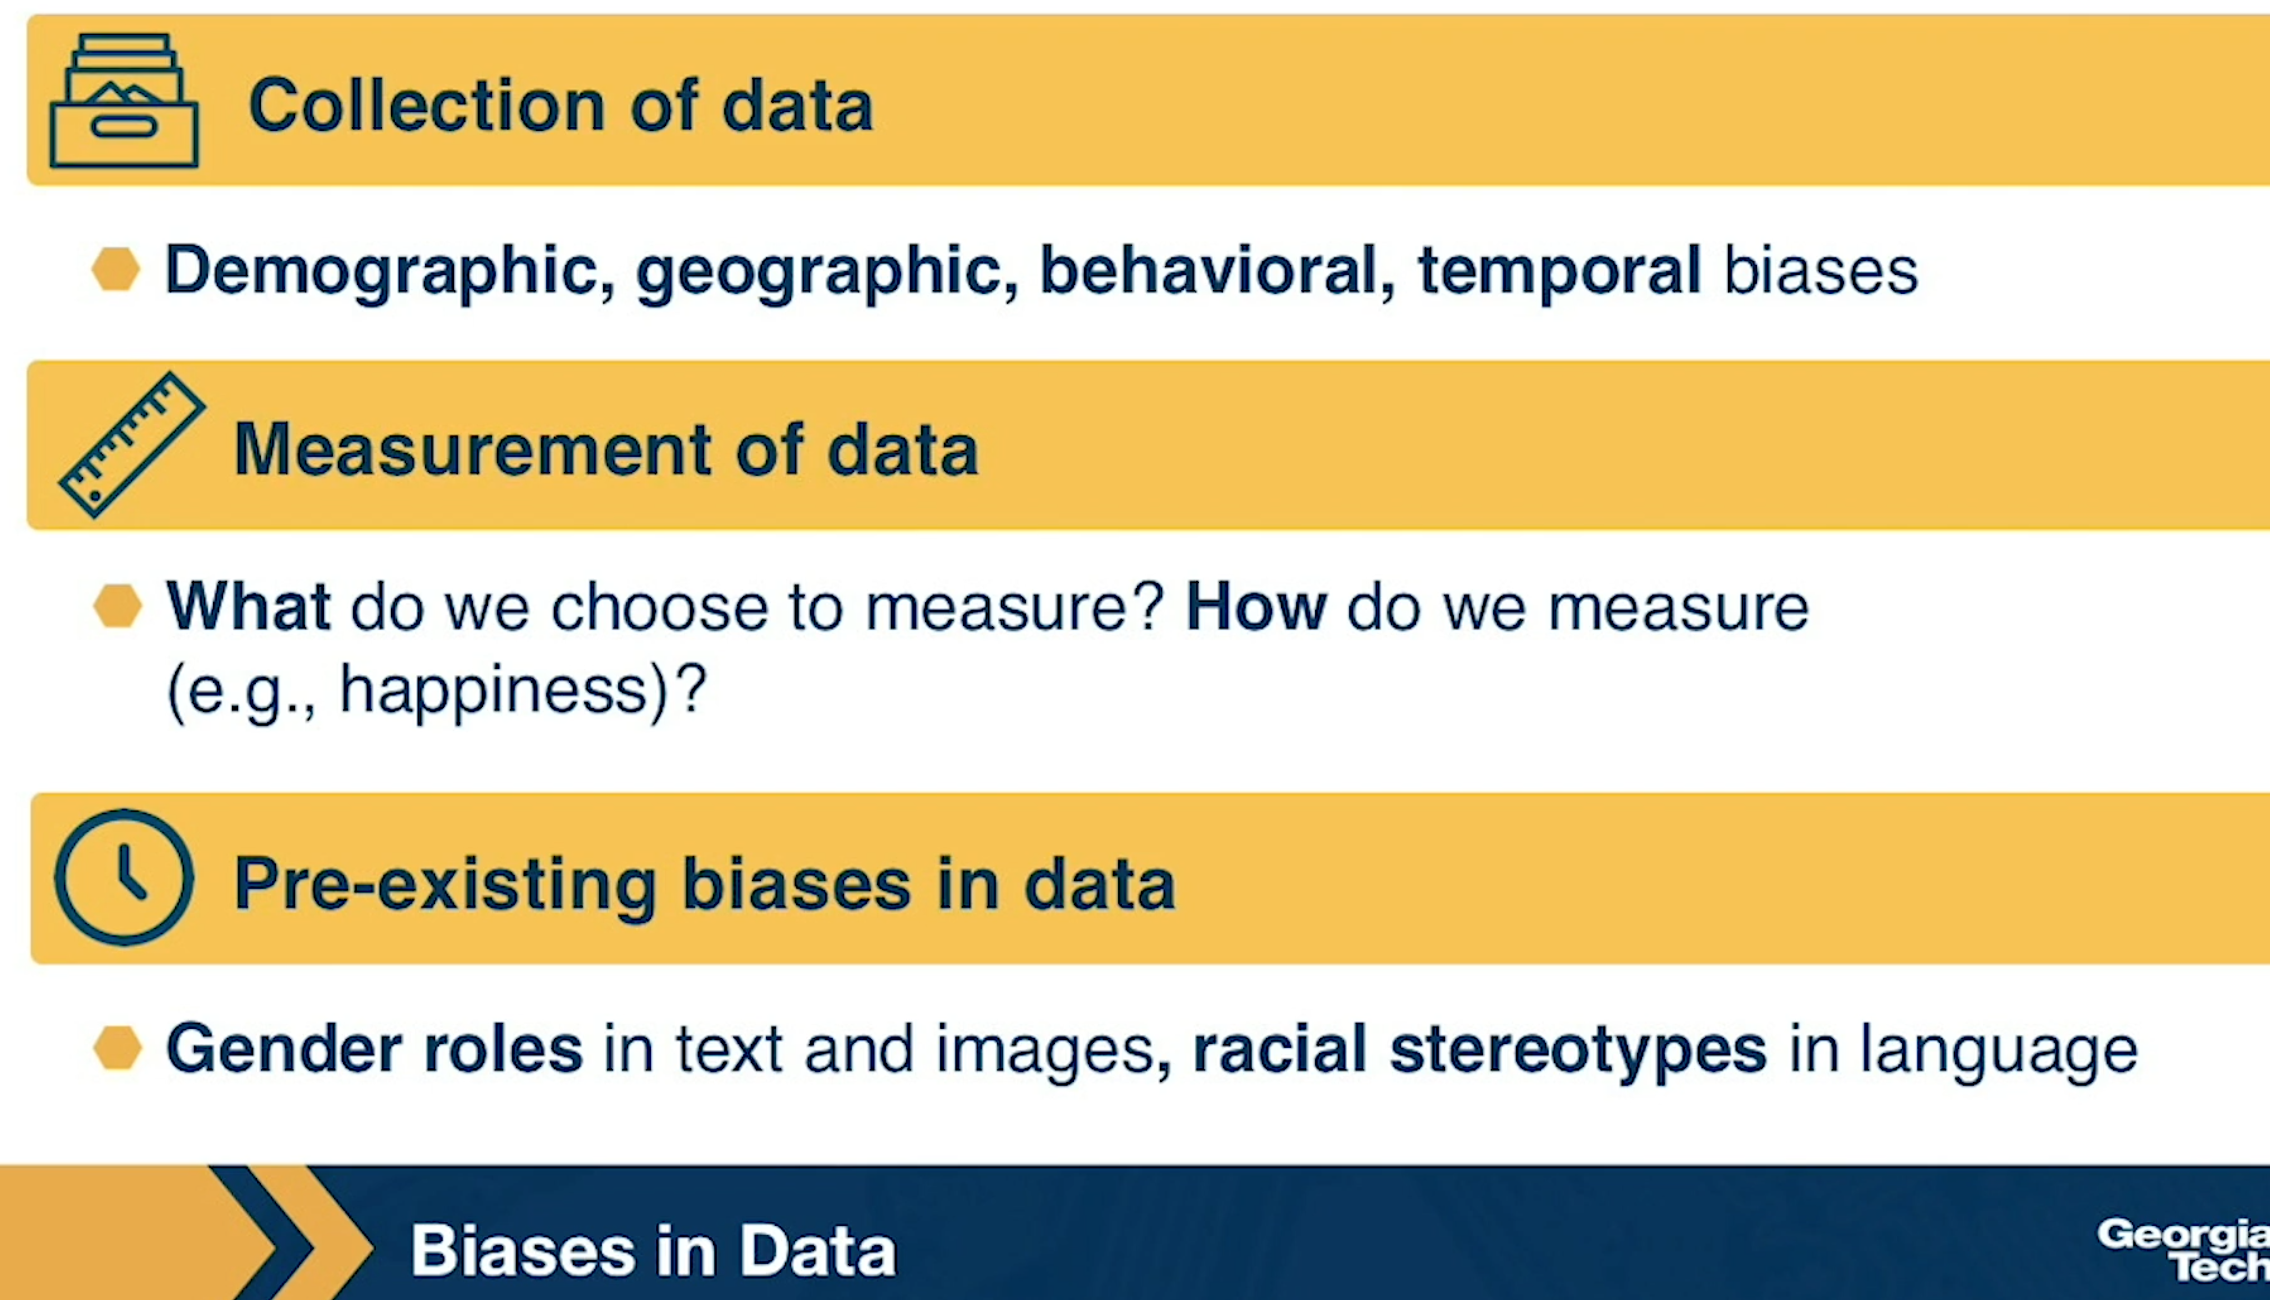 Collection of data
Demographic, geographic, behavioral, temporal biases
Measurement of data
What do we choose to measure? How do we measure
(e.g., happiness)?
Pre-existing biases in data
Gender roles in text and images, racial stereotypes in language
Biases in Data
Georgia
Tech